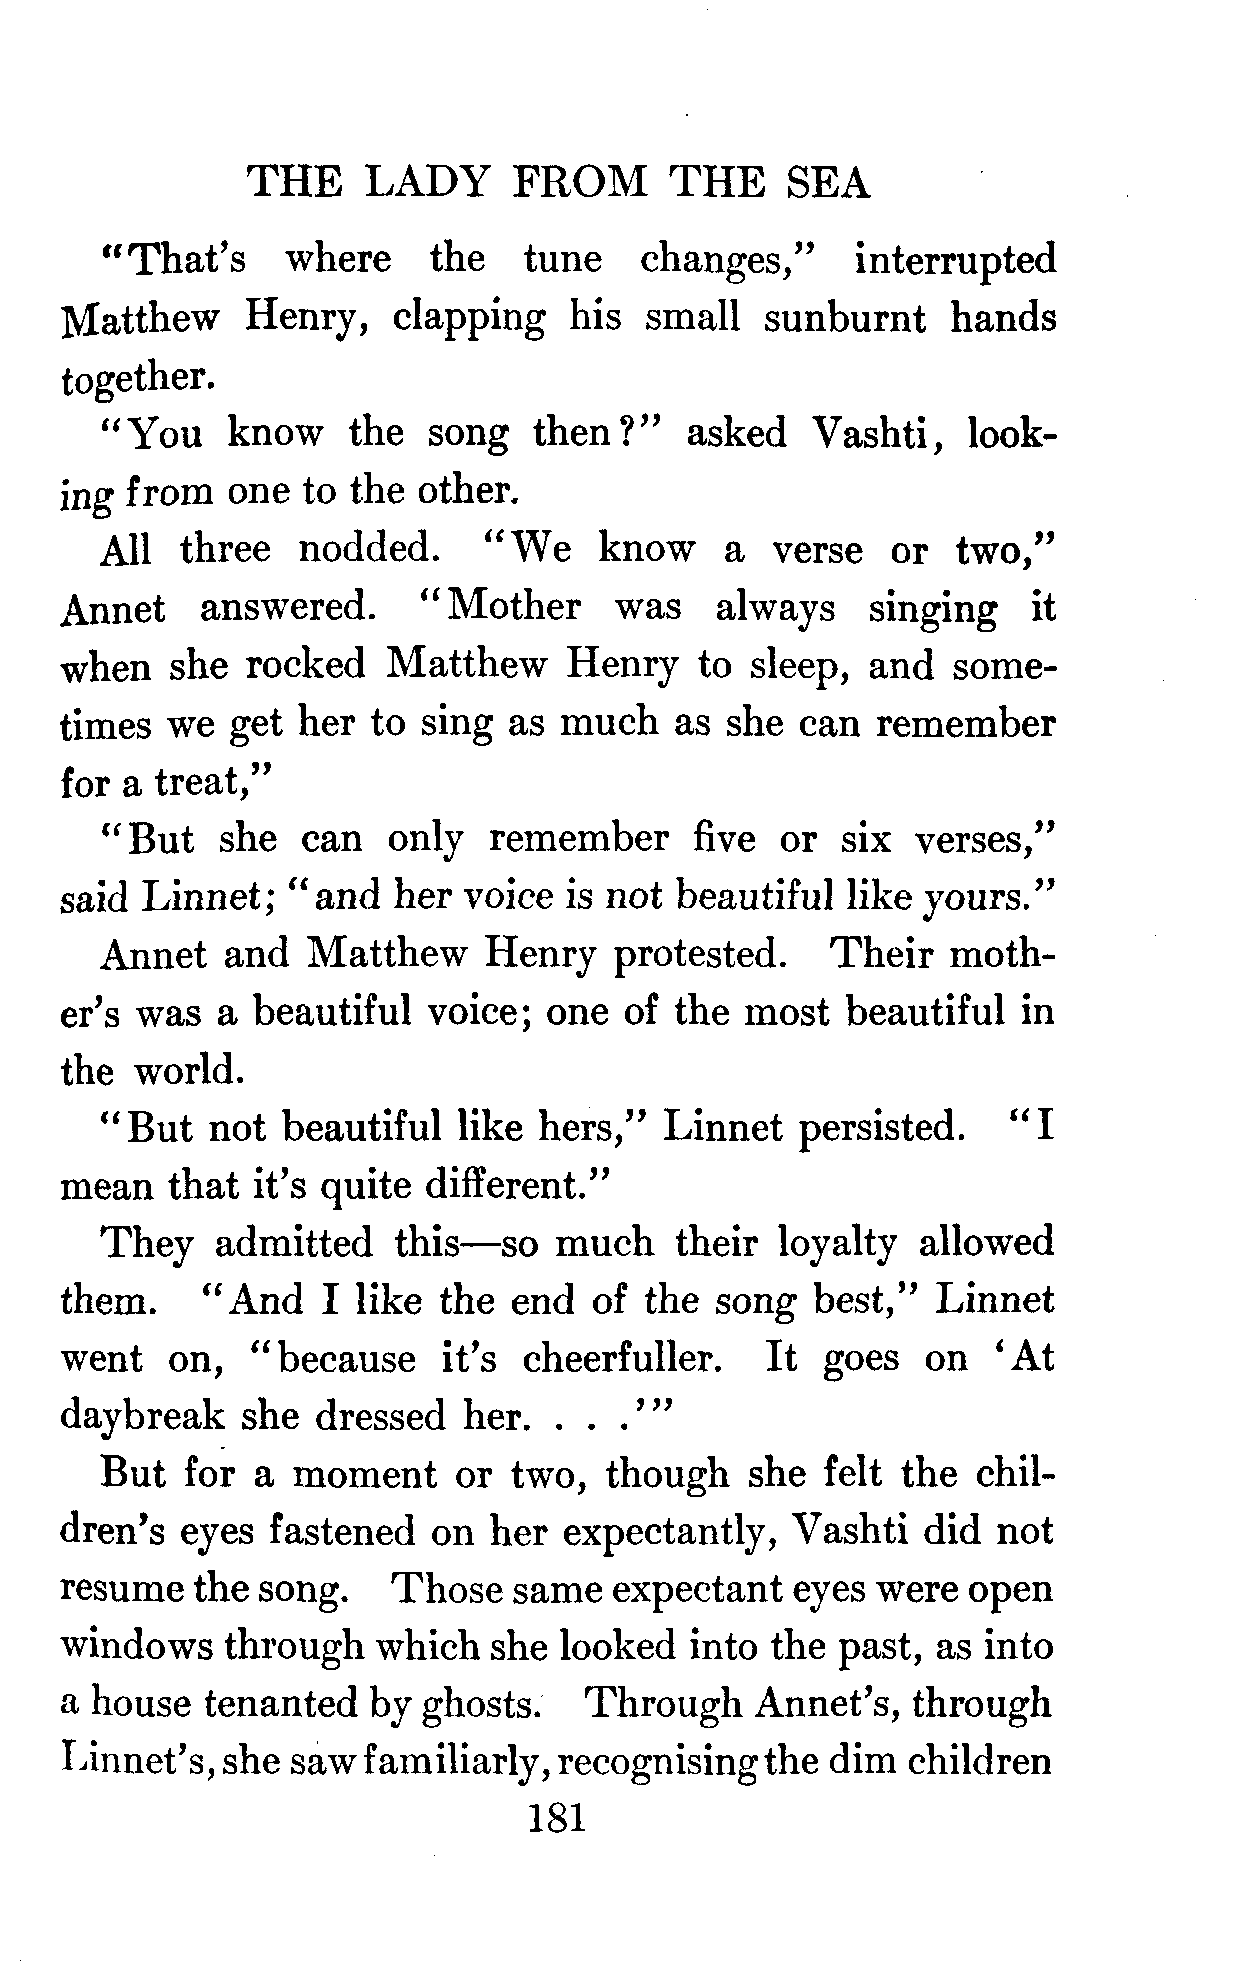 THE LADY FROM THE SEA
"That's where the tune changes," interrupted
Matthew Henry, clapping his small sunburnt hands
together.
"You know the song then?" asked Vashti, look-
ing from one to the other.
All three nodded. "We know a verse or two,"
Annet answered. "Mother was always singing it
when she rocked Matthew Henry to sleep, and some-
times we get her to sing as much as she can remember
for a treat,"
"But she can only remember five or six verses,"
said Linnet; "and her voice is not beautiful like yours."
Annet and Matthew Henry protested. Their moth-
er's was a beautiful voice; one of the most beautiful in
the world.
"But not beautiful like hers," Linnet persisted. "I
mean that it's quite different."
They admitted this—so much their loyalty allowed
them. "And I like the end of the song best," Linnet
went on, "because it's cheerfuller. It goes on 'At
daybreak she dressed her. . . .'"
But for a moment or two, though she felt the chil-
dren's eyes fastened on her expectantly, Vashti did not
resume the song. Those same expectant eyes were open
windows through which she looked into the past, as into
a house tenanted by ghosts. Through Annet's, through
Linnet's, she saw familiarly, recognising the dim children
181